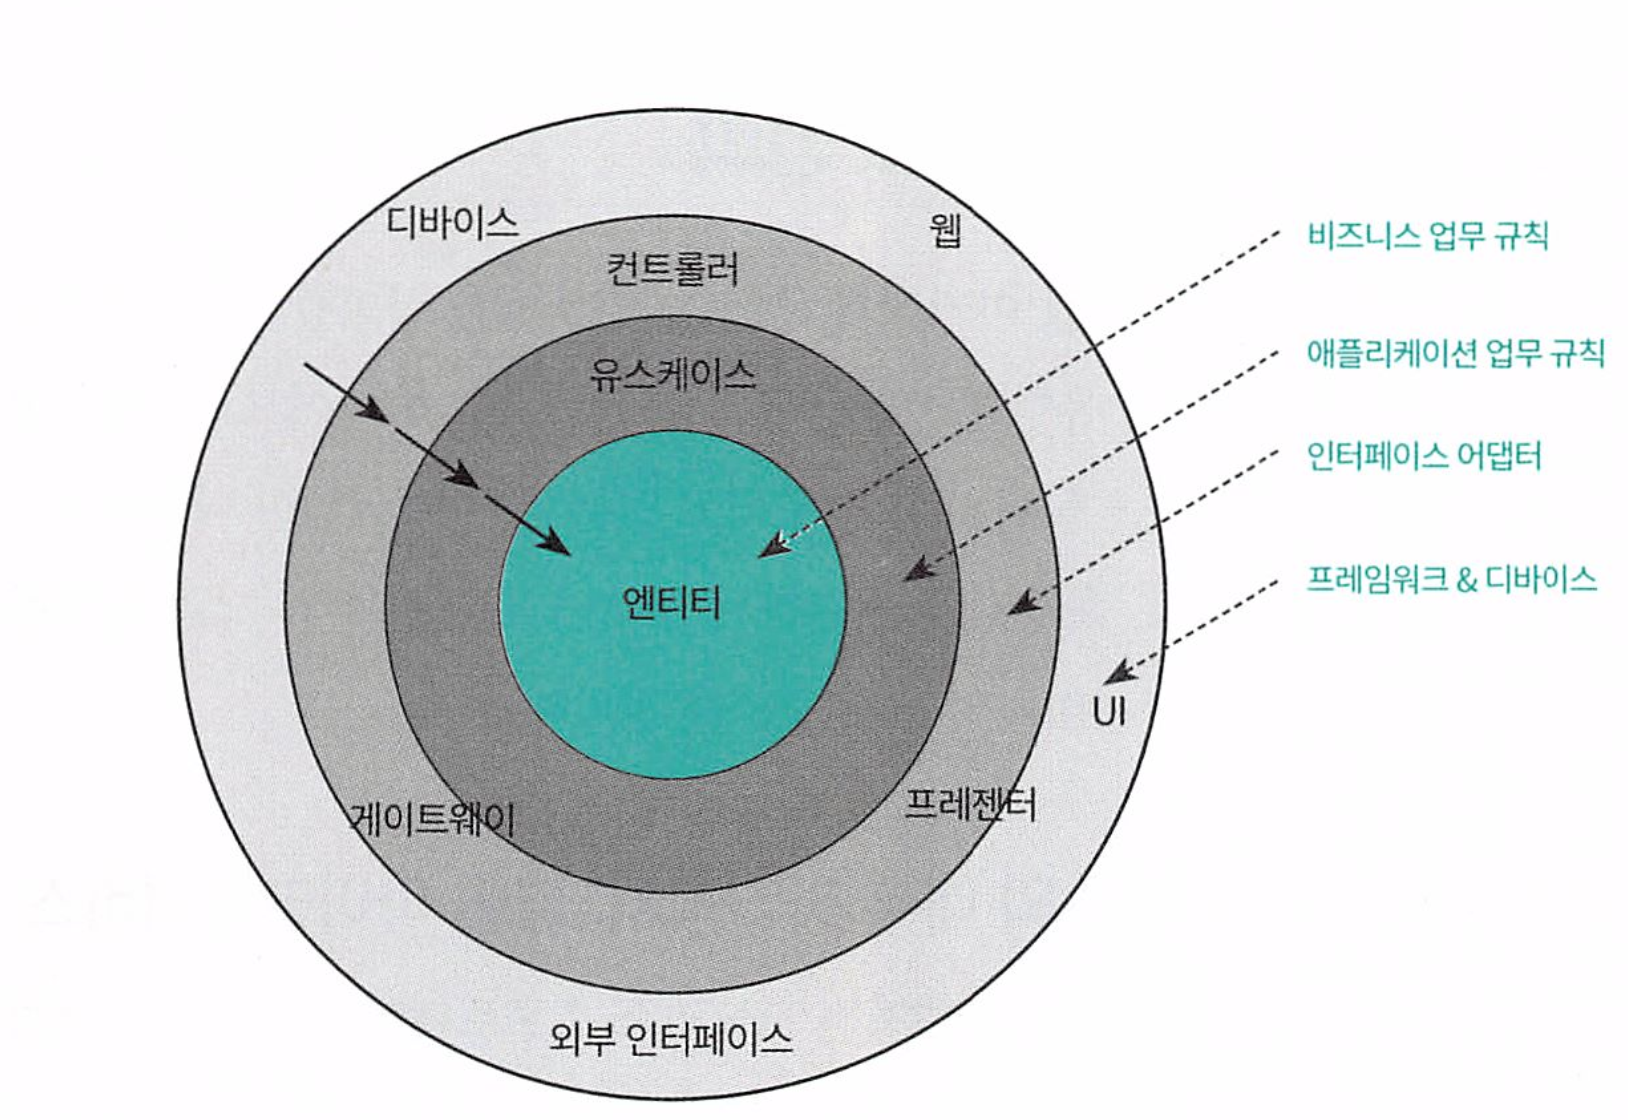 디바이스
웹
비즈니스 업무 규칙
컨트롤러
애플리케이션 업무 규칙
유스케이스
인터페이스 어댑터
프레임워크 & 디바이스
엔티티
UI
게이트웨이
프레젠터
외부 인터페이스